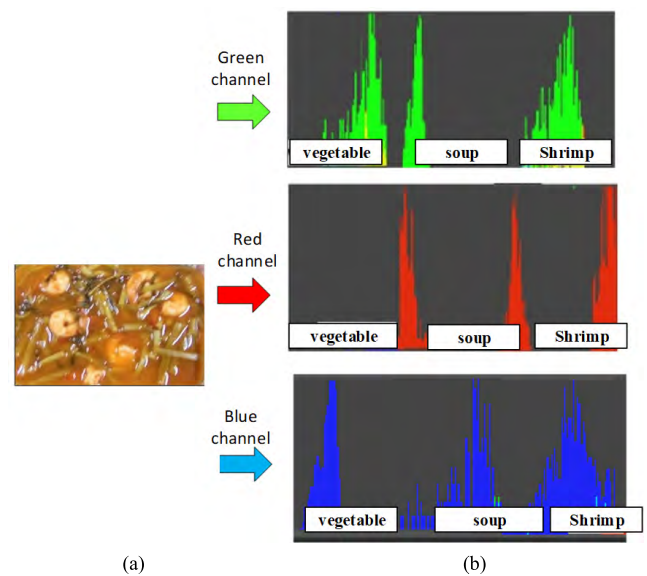 Green
channel
vegetable
soup
Shrimp
Red
channel
vegetable
soup
Shrimp
Blue
channel
vegetable
soup
Shrimp
(a)
(b)